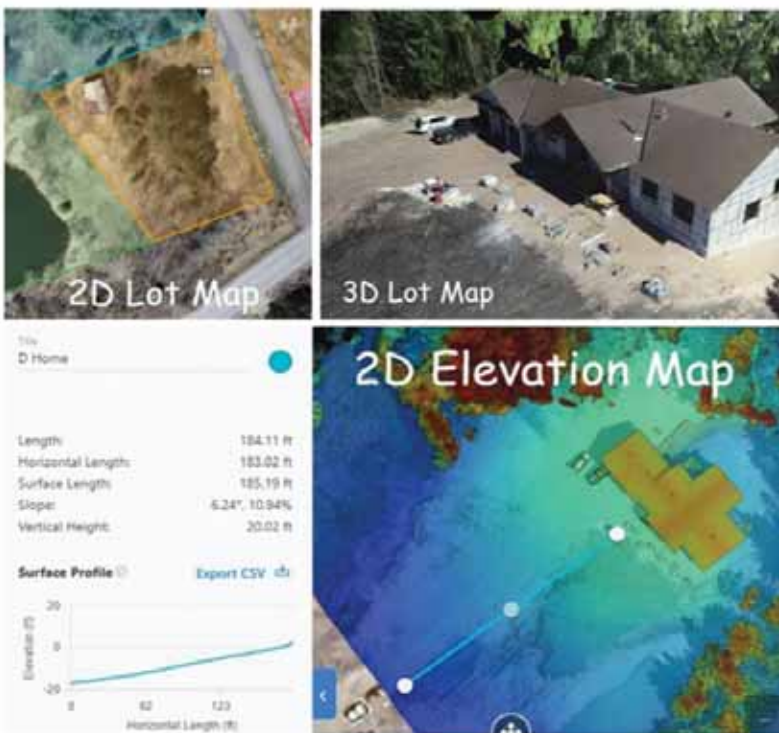 2D Lot Map
3D Lot Map
Title
D Home
Length: 184.11 ft
Horizontal Length: 183.02 ft
Surface Length: 185.19 ft
Slope: 6.24°, 10.94%
Vertical Height: 20.02 ft
Surface Profile
Export CSV
20
0
-20
Elevation (ft)
0 62 123
Horizontal Length (ft)
2D Elevation Map